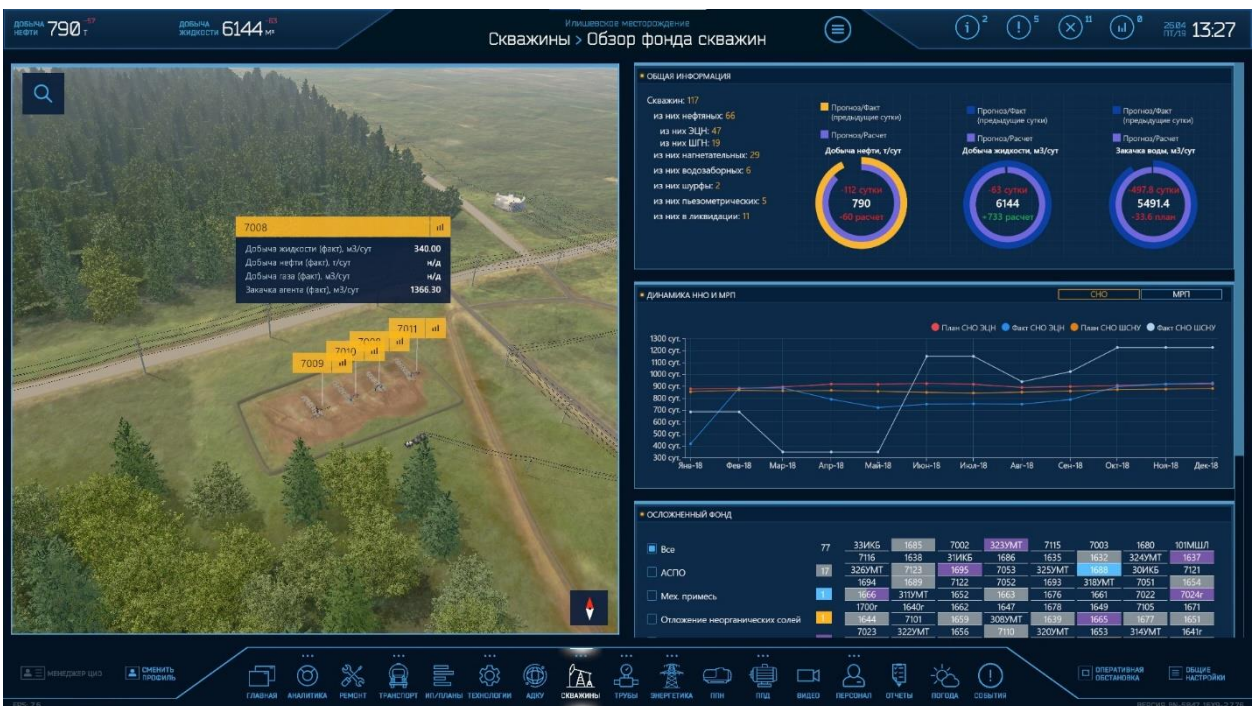 ДОБЫЧА НЕФТИ 790 т -57
ДОБЫЧА ЖИДКОСТИ 6144 м³ -63
Илишевское месторождение
Скважины > Обзор фонда скважин
2 5 11 0
25.04 ПТ/19 13:27
7008
Добыча жидкости (факт), м3/сут 340.00
Добыча нефти (факт), т/сут н/д
Добыча газа (факт), м3/сут н/д
Закачка агента (факт), м3/сут 1366.30
7011
7010
7009
ОБЩАЯ ИНФОРМАЦИЯ
Скважин: 117
из них нефтяных: 66
из них ЭЦН: 47
из них ШГН: 19
из них нагнетательных: 29
из них водозаборных: 6
из них шурфы: 2
из них пьезометрических: 5
из них в ликвидации: 11
Прогноз/Факт (предыдущие сутки)
Прогноз/Расчет
Добыча нефти, т/сут
-112 сутки
790
-60 расчет
Прогноз/Факт (предыдущие сутки)
Прогноз/Расчет
Добыча жидкости, м3/сут
-63 сутки
6144
+733 расчет
Прогноз/Факт (предыдущие сутки)
Прогноз/Расчет
Закачка воды, м3/сут
-497.8 сутки
5491.4
-33.6 план
ДИНАМИКА ННО И МРП
СНО МРП
План СНО ЭЦН Факт СНО ЭЦН План СНО ШСНУ Факт СНО ШСНУ
1300 сут.
1200 сут.
1100 сут.
1000 сут.
900 сут.
800 сут.
700 сут.
600 сут.
500 сут.
400 сут.
300 сут.
Янв-18 Фев-18 Мар-18 Апр-18 Май-18 Июн-18 Июл-18 Авг-18 Сен-18 Окт-18 Ноя-18 Дек-18
ОСЛОЖНЕННЫЙ ФОНД
Все 77
АСПО 17
Мех. примесь 1
Отложение неорганических солей 1
33ИКБ 1685 7002 323УМТ 7115 7003 1680 101МШЛ
7116 1638 31ИКБ 1686 1635 1632 324УМТ 1637
326УМТ 7123 1695 7053 325УМТ 1688 30ИКБ 7121
1694 1689 7122 7052 1693 318УМТ 7051 1654
1666 311УМТ 1652 1663 1676 1661 7022 7024г
1700г 1640г 1662 1647 1678 1649 7105 1671
1644 7101 1659 308УМТ 1639 1665 1677 1651
7023 322УМТ 1656 7110 320УМТ 1653 314УМТ 1641г
МЕНЕДЖЕР ЦИО
СМЕНИТЬ ПРОФИЛЬ
ГЛАВНАЯ АНАЛИТИКА РЕМОНТ ТРАНСПОРТ ИП/ПЛАНЫ ТЕХНОЛОГИИ АДКУ СКВАЖИНЫ ТРУБЫ ЭНЕРГЕТИКА ППН ППД ВИДЕО ПЕРСОНАЛ ОТЧЕТЫ ПОГОДА СОБЫТИЯ
ОПЕРАТИВНАЯ ОБСТАНОВКА
ОБЩИЕ НАСТРОЙКИ